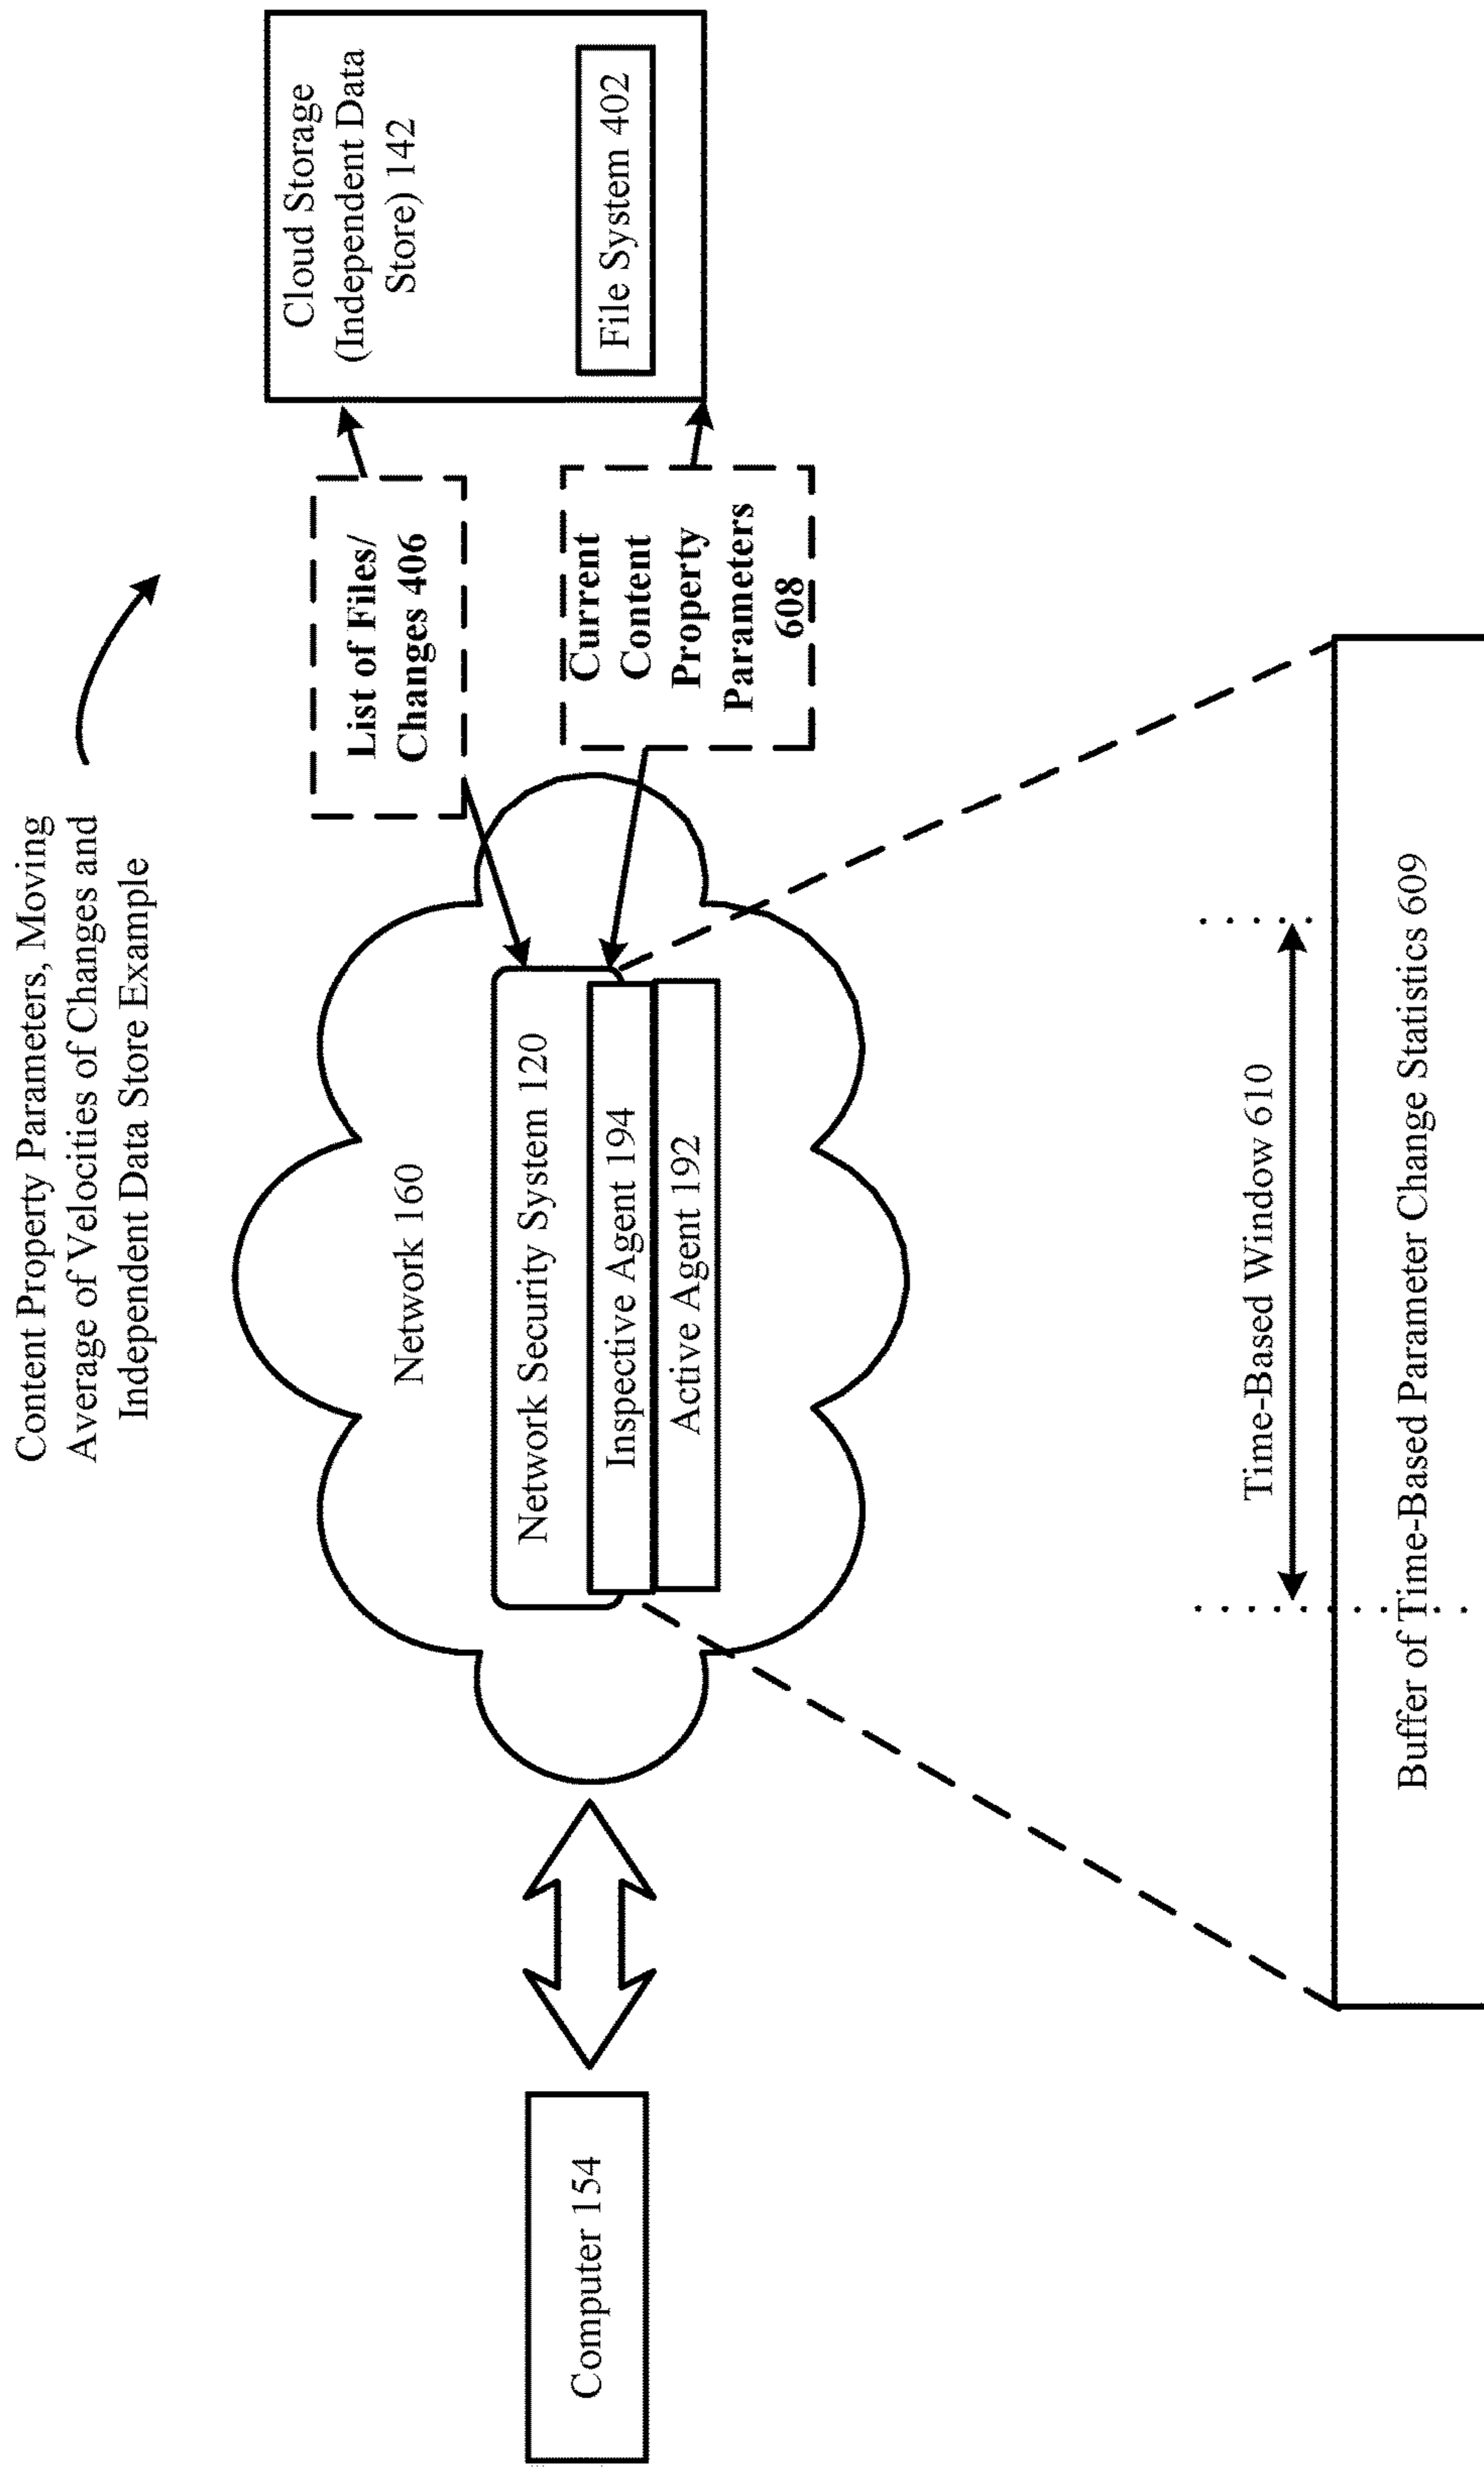 Content Property Parameters, Moving
Average of Velocities of Changes and
Independent Data Store Example
Cloud Storage
(Independent Data
Store) 142
File System 402
List of Files/
Changes 406
Current
Content
Property
Parameters
608
Network 160
Network Security System 120
Inspective Agent 194
Active Agent 192
Computer 154
Time-Based Window 610
Buffer of Time-Based Parameter Change Statistics 609